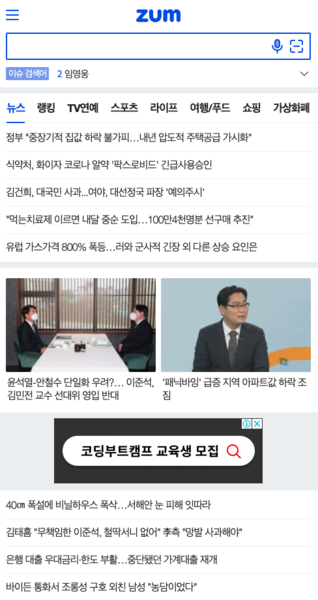 zum
이슈 검색어 2 임영웅
뉴스 랭킹 TV연예 스포츠 라이프 여행/푸드 쇼핑 가상화폐
정부 "중장기적 집값 하락 불가피…내년 압도적 주택공급 가시화"
식약처, 화이자 코로나 알약 '팍스로비드' 긴급사용승인
김건희, 대국민 사과...여야, 대선정국 파장 '예의주시'
"먹는치료제 이르면 내달 중순 도입…100만4천명분 선구매 추진"
유럽 가스가격 800% 폭등…러와 군사적 긴장 외 다른 상승 요인은
윤석열-안철수 단일화 우려?… 이준석, 김민전 교수 선대위 영입 반대
'패닉바잉' 급증 지역 아파트값 하락 조짐
코딩부트캠프 교육생 모집
40㎝ 폭설에 비닐하우스 폭삭…서해안 눈 피해 잇따라
김태흠 "무책임한 이준석, 철딱서니 없어" 李측 "망발 사과해야"
은행 대출 우대금리·한도 부활…중단됐던 가계대출 재개
바이든 통화서 조롱성 구호 외친 남성 "농담이었다"